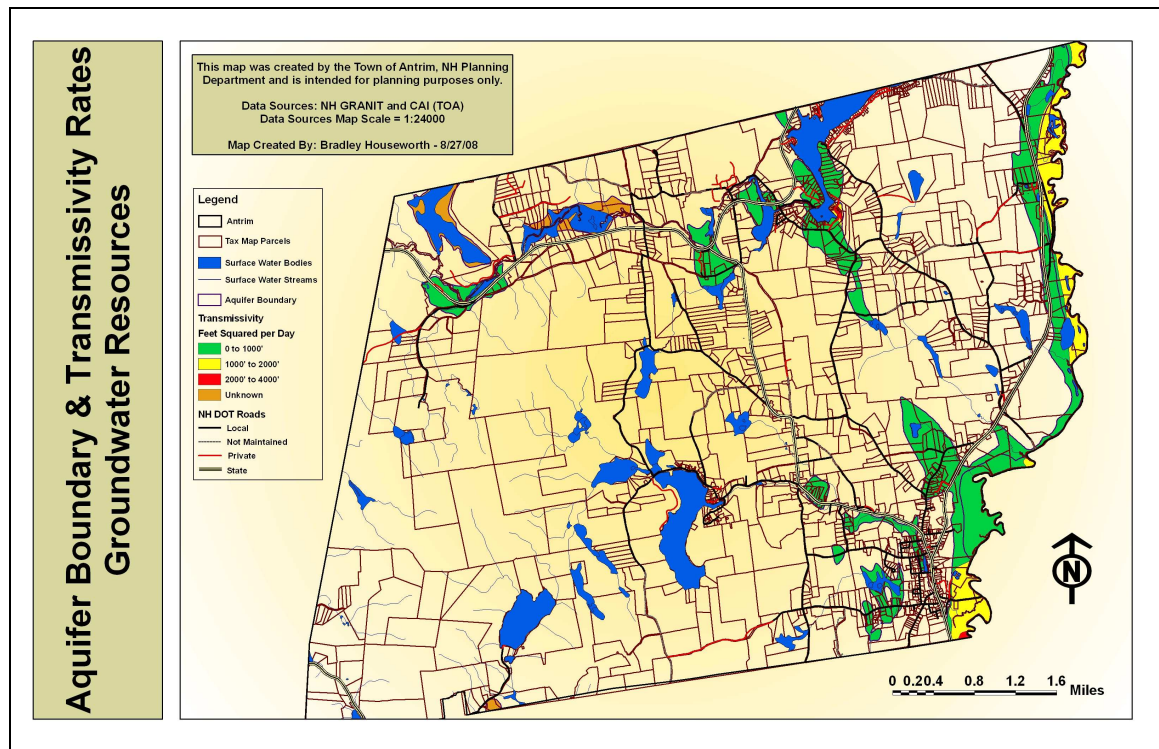 Aquifer Boundary & Transmissivity Rates
Groundwater Resources
This map was created by the Town of Antrim, NH Planning
Department and is intended for planning purposes only.
Data Sources: NH GRANIT and CAI (TOA)
Data Sources Map Scale = 1:24000
Map Created By: Bradley Houseworth - 8/27/08
Legend
Antrim
Tax Map Parcels
Surface Water Bodies
Surface Water Streams
Aquifer Boundary
Transmissivity
Feet Squared per Day
0 to 1000'
1000' to 2000'
2000' to 4000'
Unknown
NH DOT Roads
Local
Not Maintained
Private
State
N
0 0.20.4 0.8 1.2 1.6
Miles